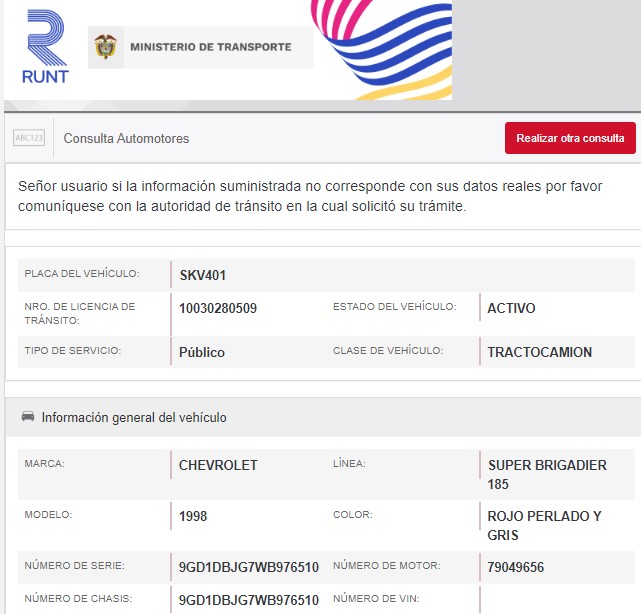 RUNT
MINISTERIO DE TRANSPORTE
ABC123
Consulta Automotores
Realizar otra consulta
Señor usuario si la información suministrada no corresponde con sus datos reales por favor
comuníquese con la autoridad de tránsito en la cual solicitó su trámite.
PLACA DEL VEHÍCULO: SKV401
NRO. DE LICENCIA DE
TRÁNSITO: 10030280509 ESTADO DEL VEHÍCULO: ACTIVO
TIPO DE SERVICIO: Público CLASE DE VEHÍCULO: TRACTOCAMION
Información general del vehículo
MARCA: CHEVROLET LÍNEA: SUPER BRIGADIER
185
MODELO: 1998 COLOR: ROJO PERLADO Y
GRIS
NÚMERO DE SERIE: 9GD1DBJG7WB976510 NÚMERO DE MOTOR: 79049656
NÚMERO DE CHASIS: 9GD1DBJG7WB976510 NÚMERO DE VIN: